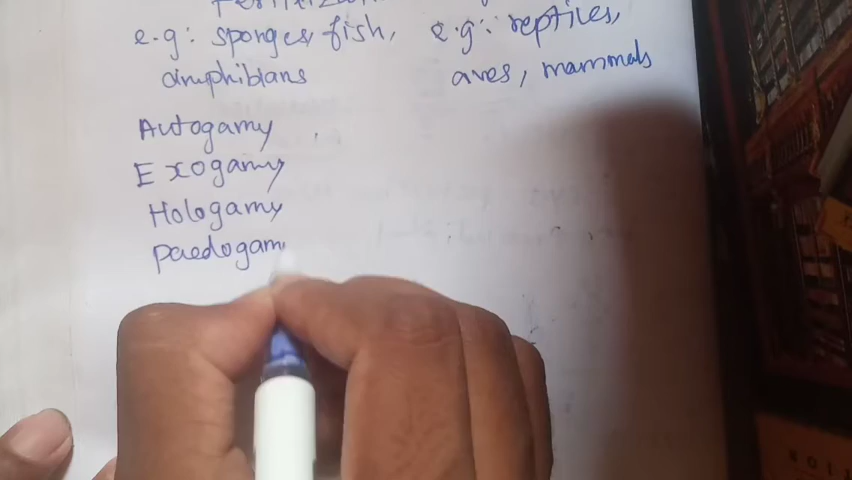 e.g: sponges, fish, e.g: reptiles,
amphibians aves, mammals
Autogamy
Exogamy
Hologamy
Paedogam